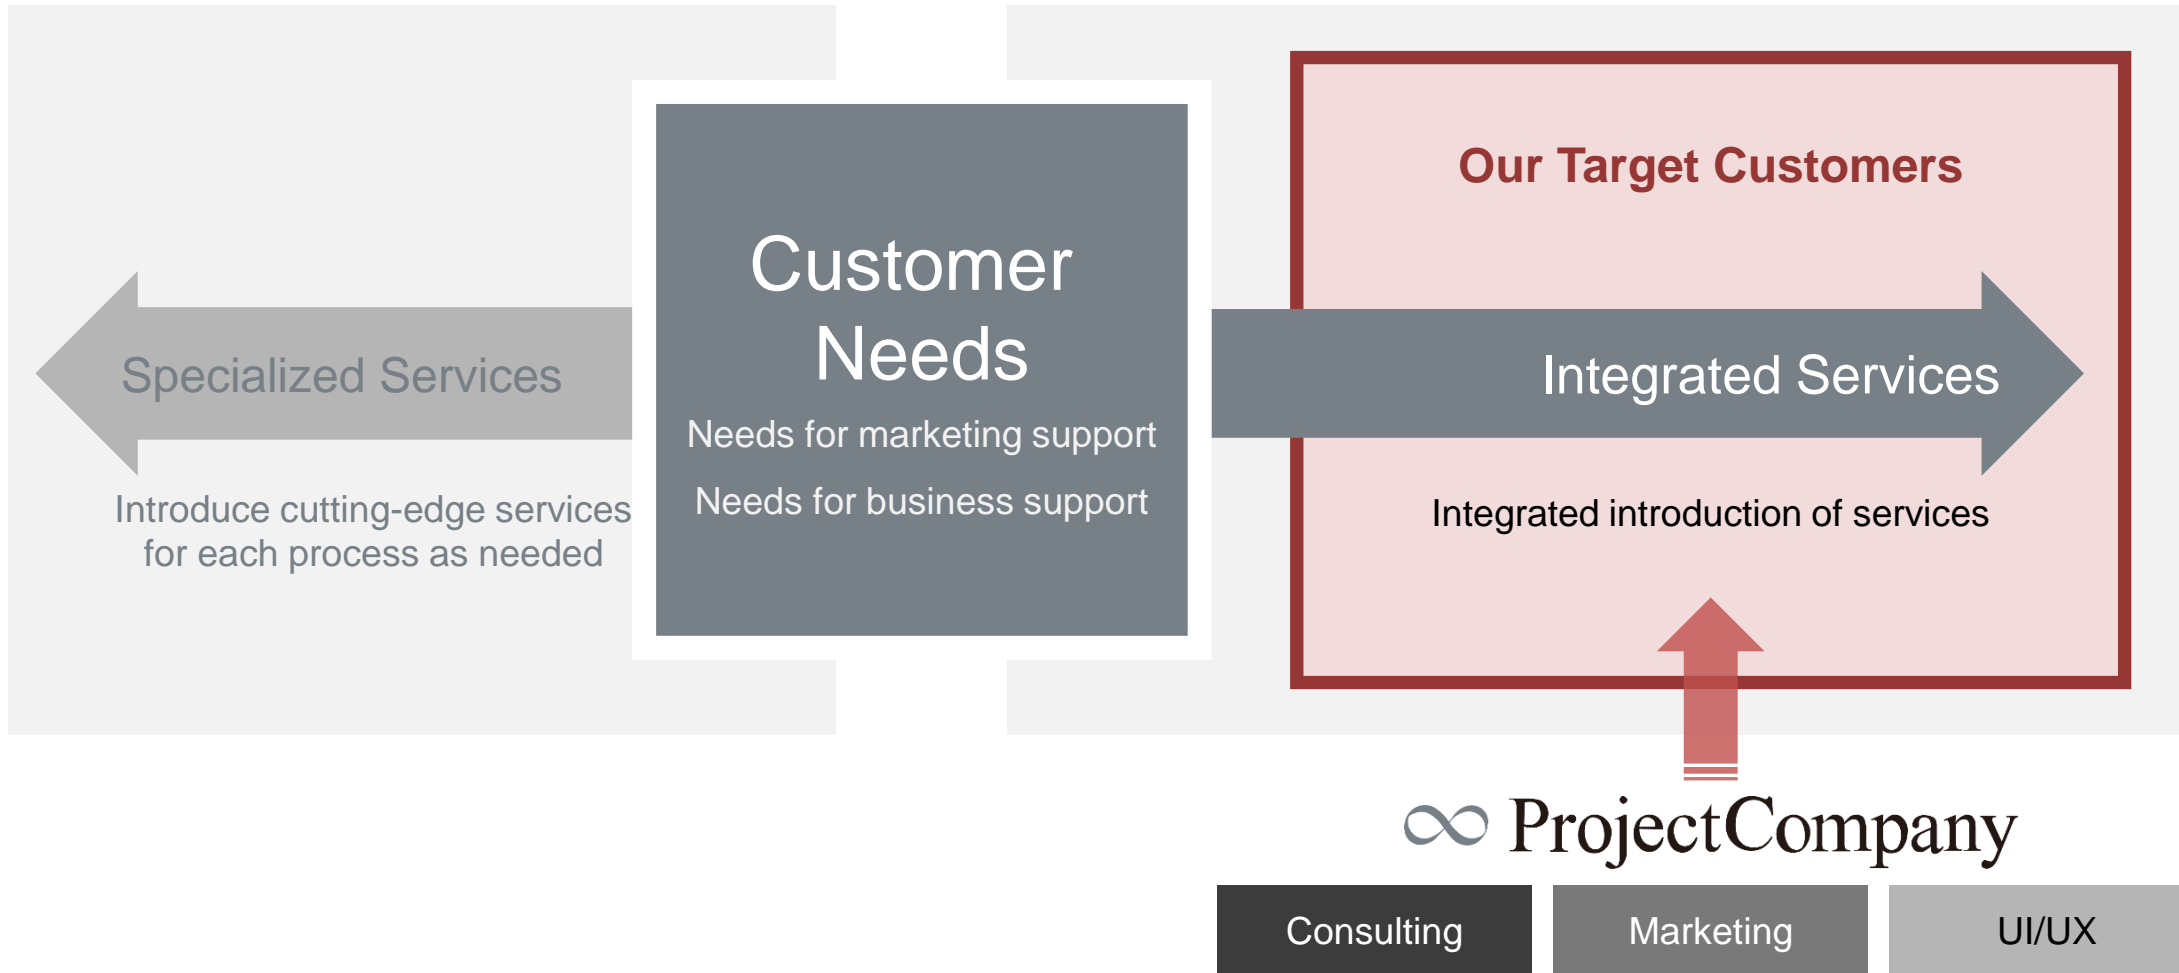 Specialized Services
Introduce cutting-edge services
for each process as needed
Customer
Needs
Needs for marketing support
Needs for business support
Our Target Customers
Integrated Services
Integrated introduction of services
ProjectCompany
Consulting
Marketing
UI/UX